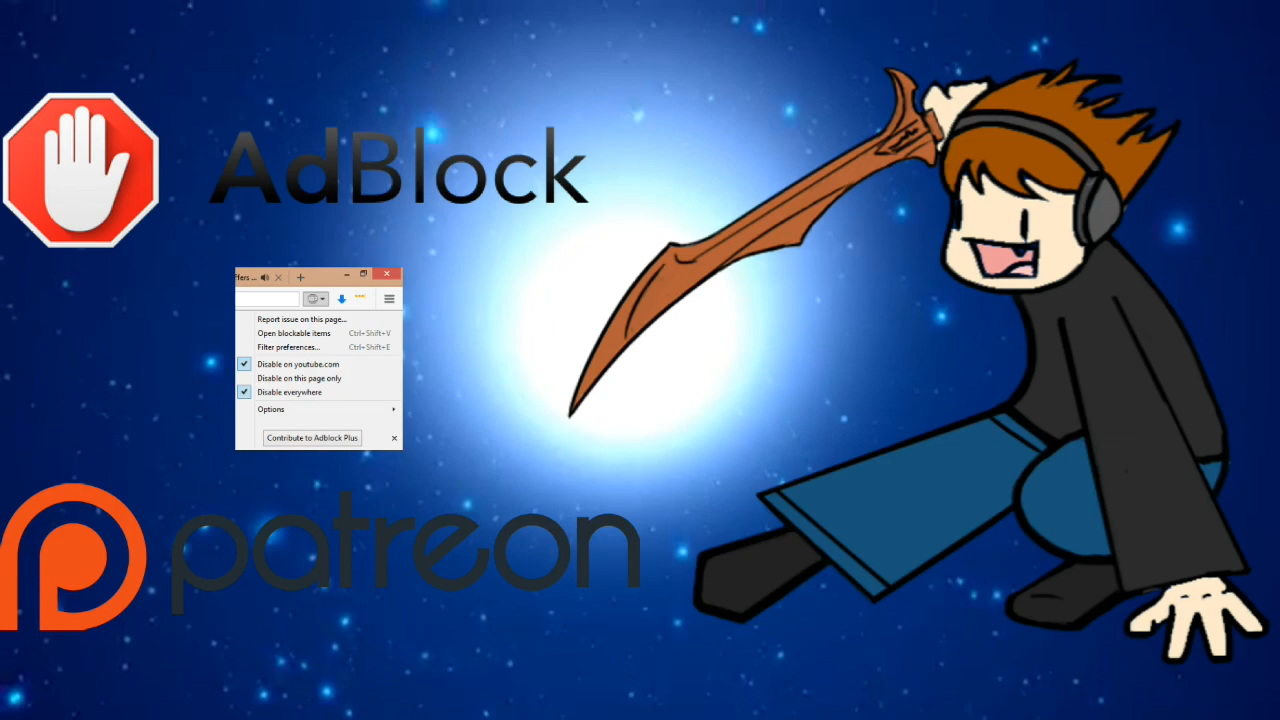 AdBlock
ffers ...
Report issue on this page...
Open blockable items Ctrl+Shift+V
Filter preferences... Ctrl+Shift+E
Disable on youtube.com
Disable on this page only
Disable everywhere
Options
Contribute to Adblock Plus
patreon